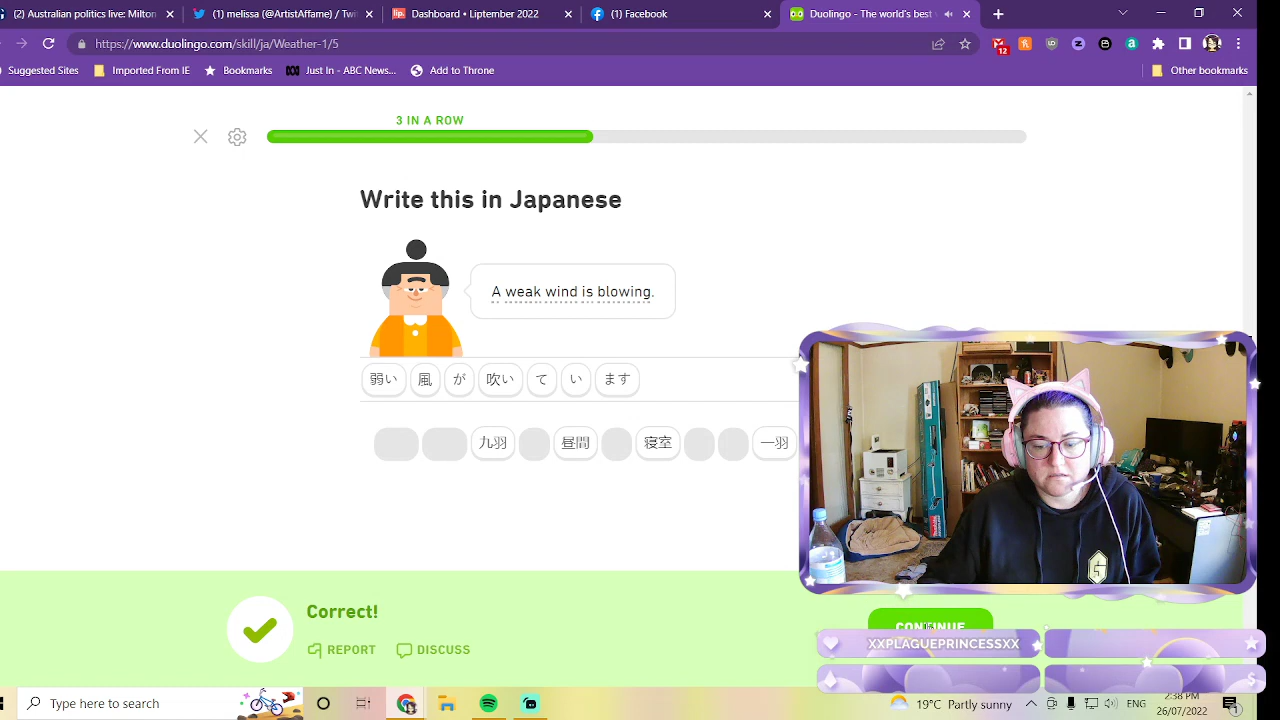 (2) Australian politics live: Milton
(1) melissa (@ArtistAffames) / Twi
lip. Dashboard • Listember 2022
(1) Facebook
Duolingo - The world's best
https://www.duolingo.com/skill/ja/Weather-1/5
12
Suggested Sites Imported From IE Bookmarks Just In - ABC News... Add to Throne Other bookmarks
3 IN A ROW
Write this in Japanese
A weak wind is blowing.
弱い 風 が 吹い て い ます
九羽 昼間 寝室 一羽
Correct!
REPORT DISCUSS
CONTINUE
XXPLAGUEPRINCESSXX
Type here to search
19°C Partly sunny
ENG
2:38 PM
26/07/2022